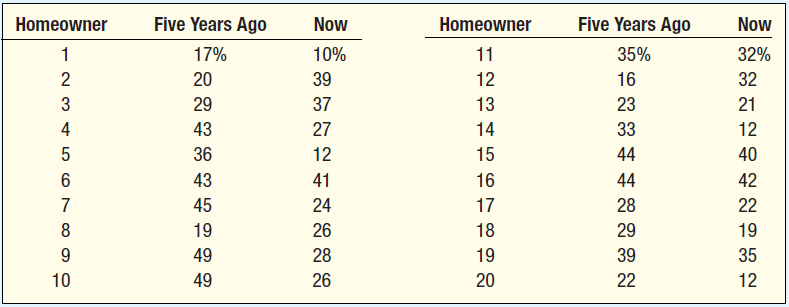 Homeowner Five Years Ago Now Homeowner Five Years Ago Now
1 17% 10% 11 35% 32%
2 20 39 12 16 32
3 29 37 13 23 21
4 43 27 14 33 12
5 36 12 15 44 40
6 43 41 16 44 42
7 45 24 17 28 22
8 19 26 18 29 19
9 49 28 19 39 35
10 49 26 20 22 12